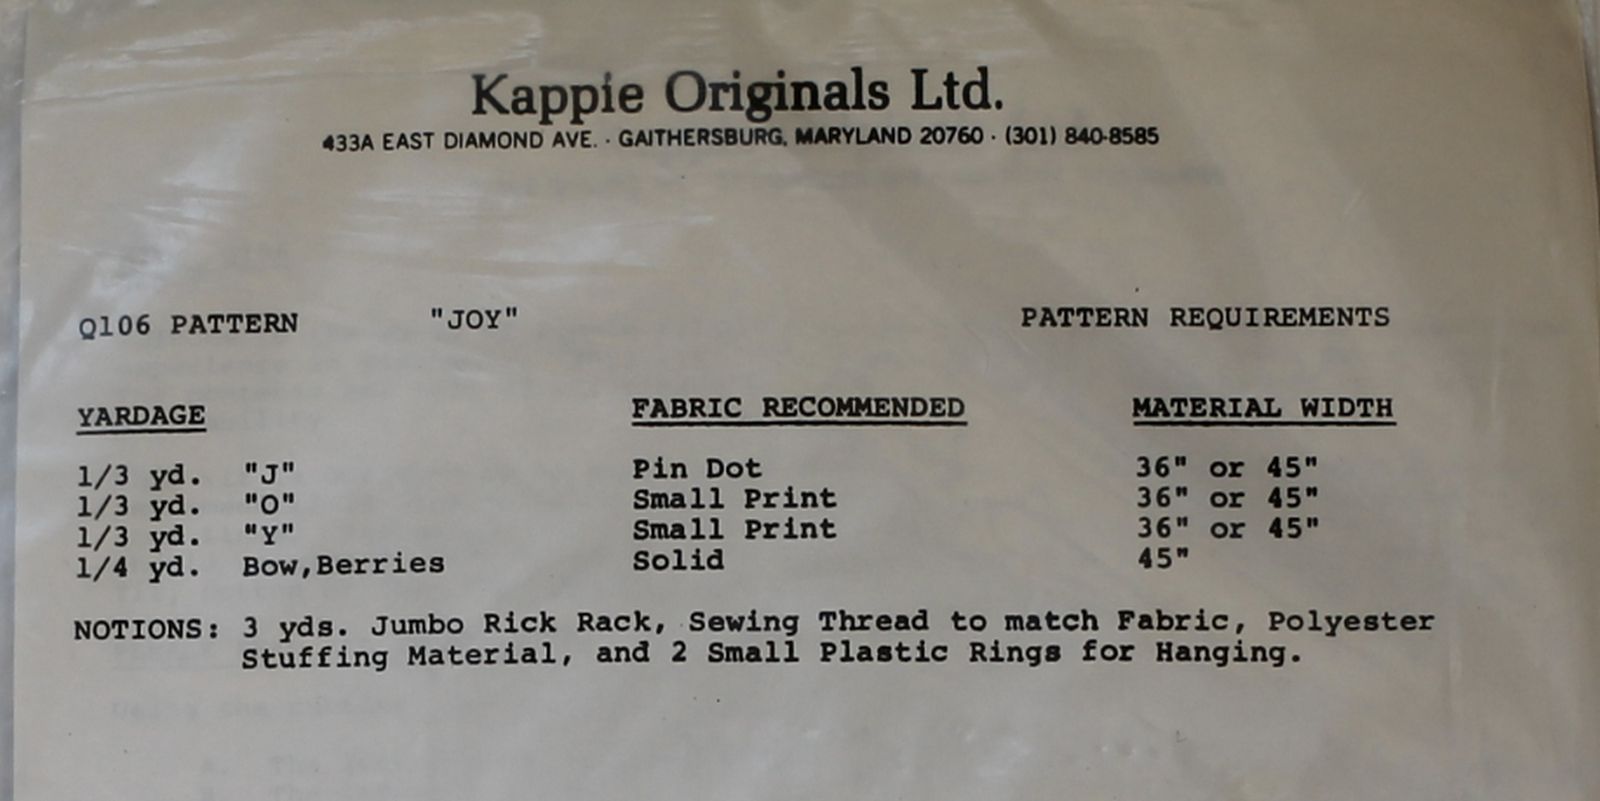 Kappie Originals Ltd.
433A EAST DIAMOND AVE. · GAITHERSBURG, MARYLAND 20760 · (301) 840-8585
Q106 PATTERN "JOY" PATTERN REQUIREMENTS
YARDAGE FABRIC RECOMMENDED MATERIAL WIDTH
1/3 yd. "J" Pin Dot 36" or 45"
1/3 yd. "O" Small Print 36" or 45"
1/3 yd. "Y" Small Print 36" or 45"
1/4 yd. Bow,Berries Solid 45"
NOTIONS: 3 yds. Jumbo Rick Rack, Sewing Thread to match Fabric, Polyester
Stuffing Material, and 2 Small Plastic Rings for Hanging.